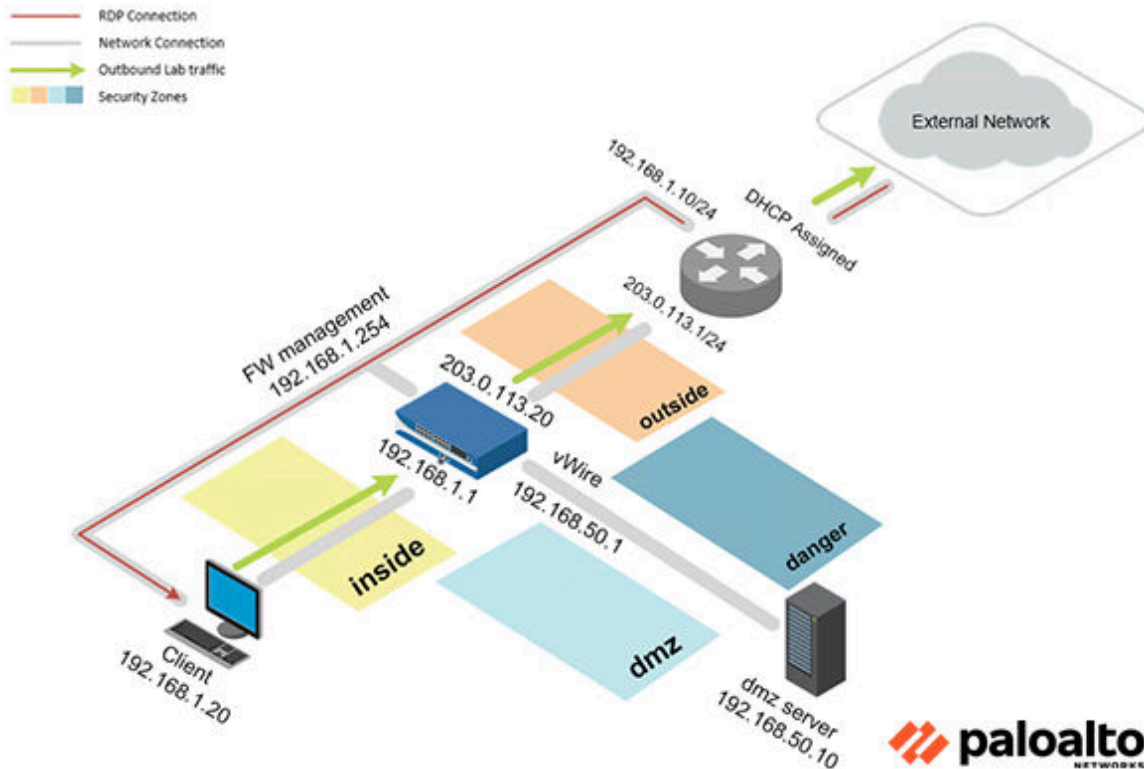 RDP Connection
Network Connection
Outbound Lab traffic
Security Zones
External Network
192.168.1.10/24
DHCP Assigned
203.0.113.1/24
FW management
192.168.1.254
203.0.113.20
outside
192.168.1.1
vWire
192.168.50.1
danger
inside
dmz
Client
192.168.1.20
dmz server
192.168.50.10
paloalto
NETWORKS